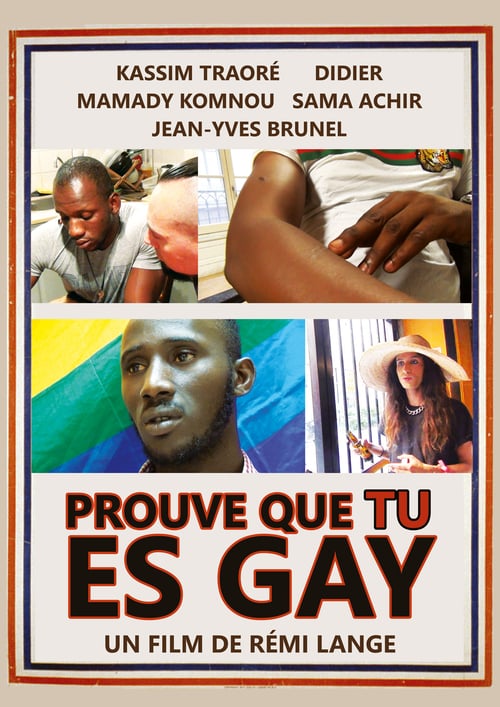 KASSIM TRAORÉ DIDIER
MAMADY KOMNOU SAMA ACHIR
JEAN-YVES BRUNEL
PROUVE QUE TU
ES GAY
UN FILM DE RÉMI LANGE